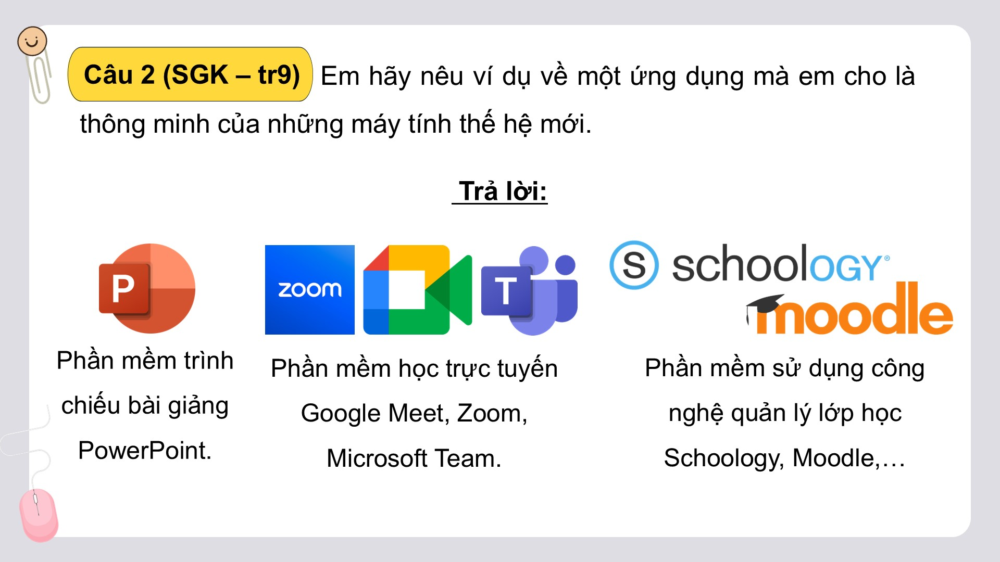 Câu 2 (SGK – tr9) Em hãy nêu ví dụ về một ứng dụng mà em cho là
thông minh của những máy tính thế hệ mới.
Trả lời:
P
zoom
T
S schoology®
moodle
Phần mềm trình
chiếu bài giảng
PowerPoint.
Phần mềm học trực tuyến
Google Meet, Zoom,
Microsoft Team.
Phần mềm sử dụng công
nghệ quản lý lớp học
Schoology, Moodle,…